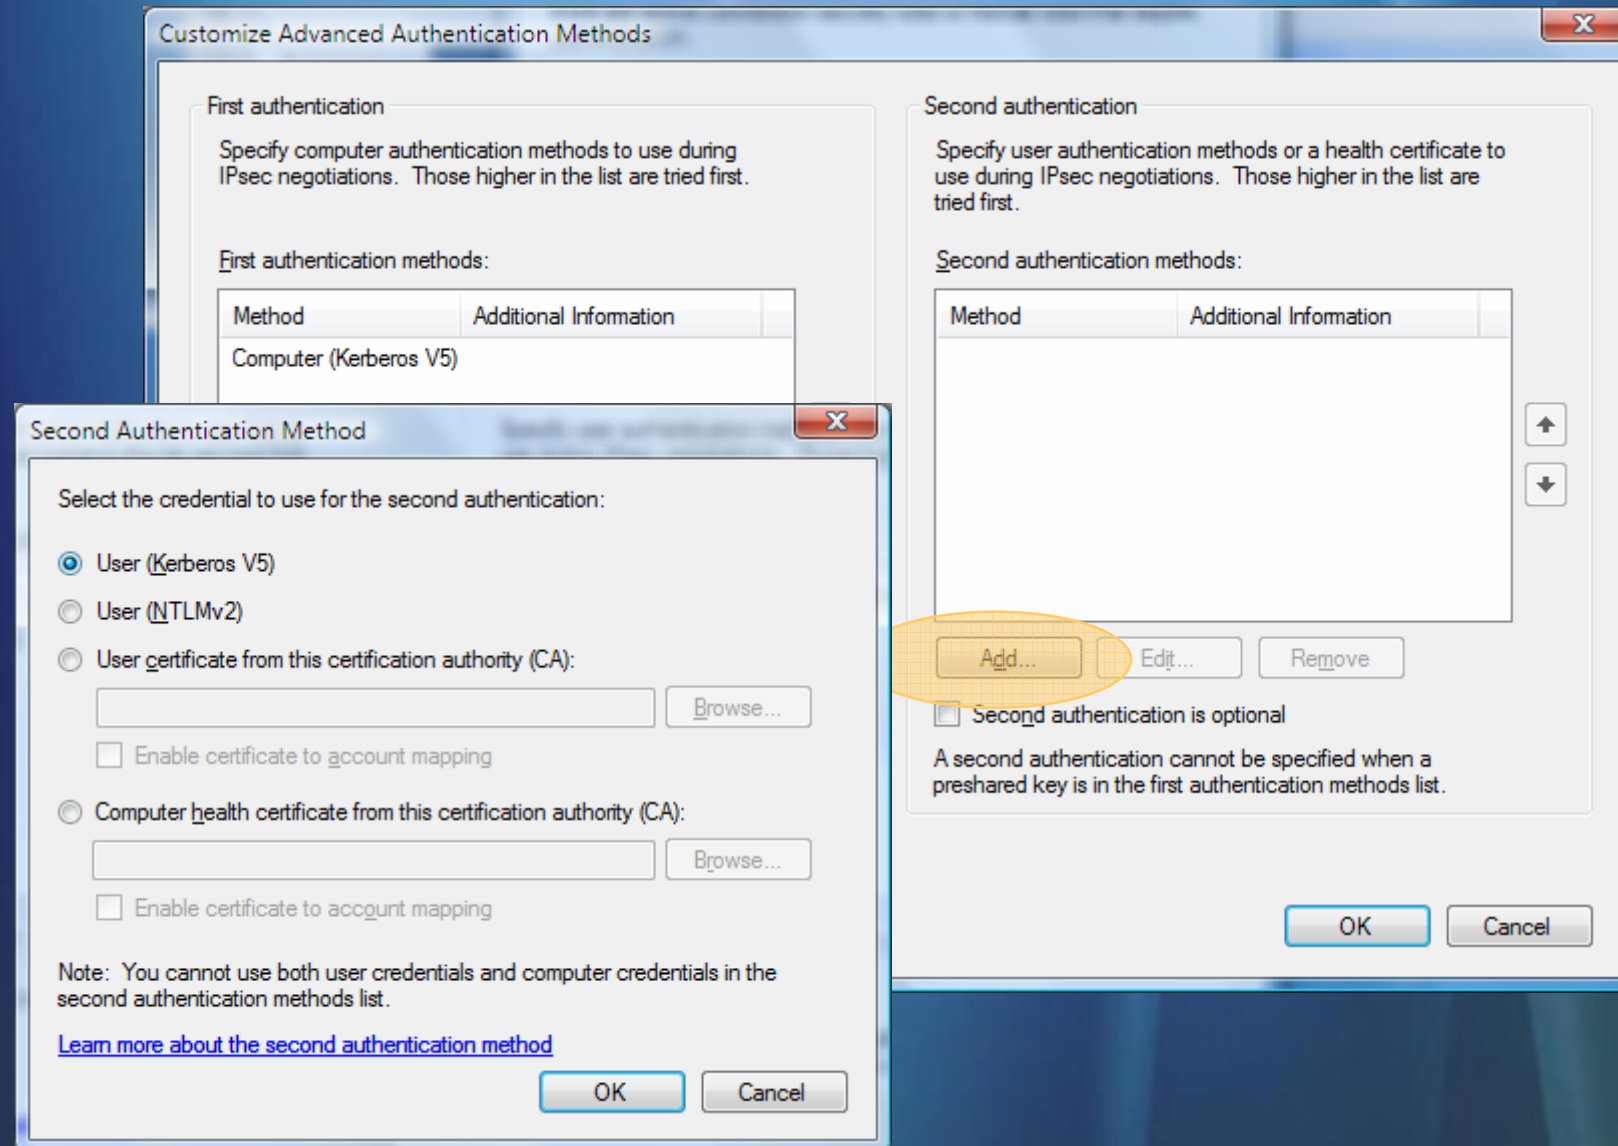 Customize Advanced Authentication Methods
First authentication
Specify computer authentication methods to use during
IPsec negotiations.  Those higher in the list are tried first.
First authentication methods:
Method
Additional Information
Computer (Kerberos V5)
Second authentication
Specify user authentication methods or a health certificate to
use during IPsec negotiations.  Those higher in the list are
tried first.
Second authentication methods:
Method
Additional Information
Add...
Edit...
Remove
Second authentication is optional
A second authentication cannot be specified when a
preshared key is in the first authentication methods list.
OK
Cancel
Second Authentication Method
Select the credential to use for the second authentication:
User (Kerberos V5)
User (NTLMv2)
User certificate from this certification authority (CA):
Browse...
Enable certificate to account mapping
Computer health certificate from this certification authority (CA):
Browse...
Enable certificate to account mapping
Note:  You cannot use both user credentials and computer credentials in the
second authentication methods list.
Learn more about the second authentication method
OK
Cancel